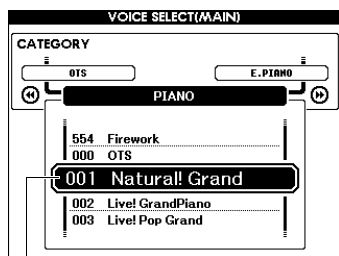 VOICE SELECT(MAIN)
CATEGORY
OTS E.PIANO
PIANO
554 Firework
000 OTS
001 Natural! Grand
002 Live! GrandPiano
003 Live! Pop Grand